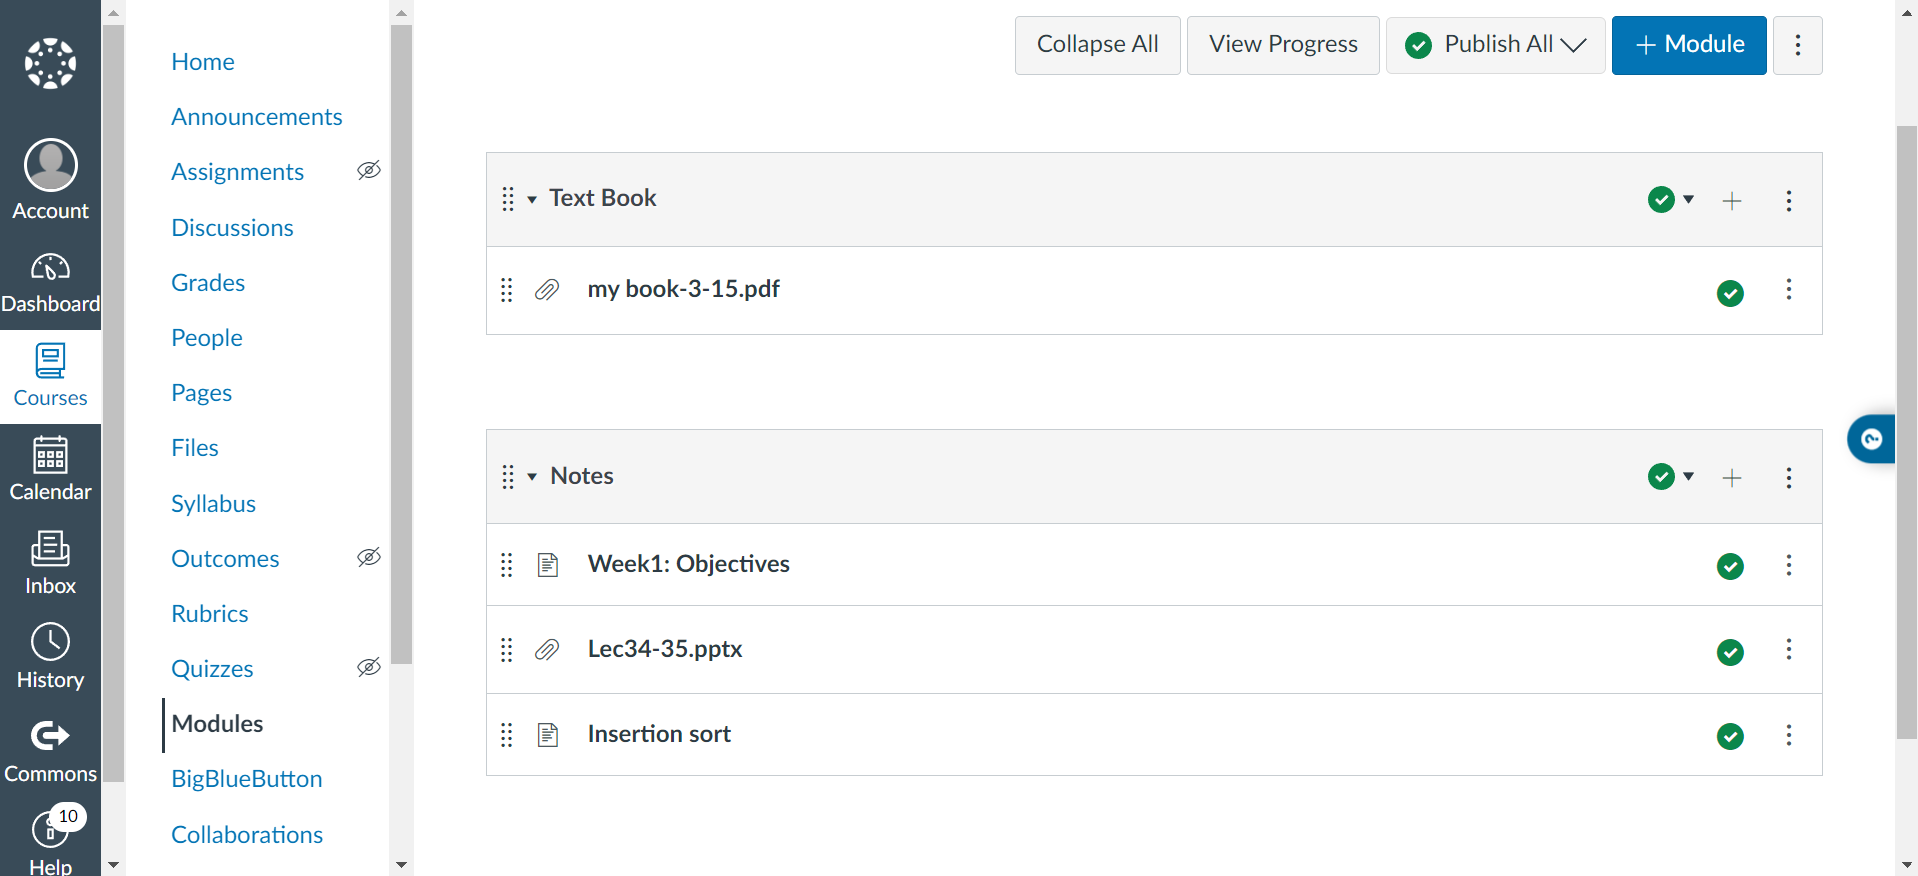 Account
Dashboard
Courses
Calendar
Inbox
History
Commons
10
Help
Home
Announcements
Assignments
Discussions
Grades
People
Pages
Files
Syllabus
Outcomes
Rubrics
Quizzes
Modules
BigBlueButton
Collaborations
Collapse All
View Progress
Publish All
+ Module
Text Book
my book-3-15.pdf
Notes
Week1: Objectives
Lec34-35.pptx
Insertion sort